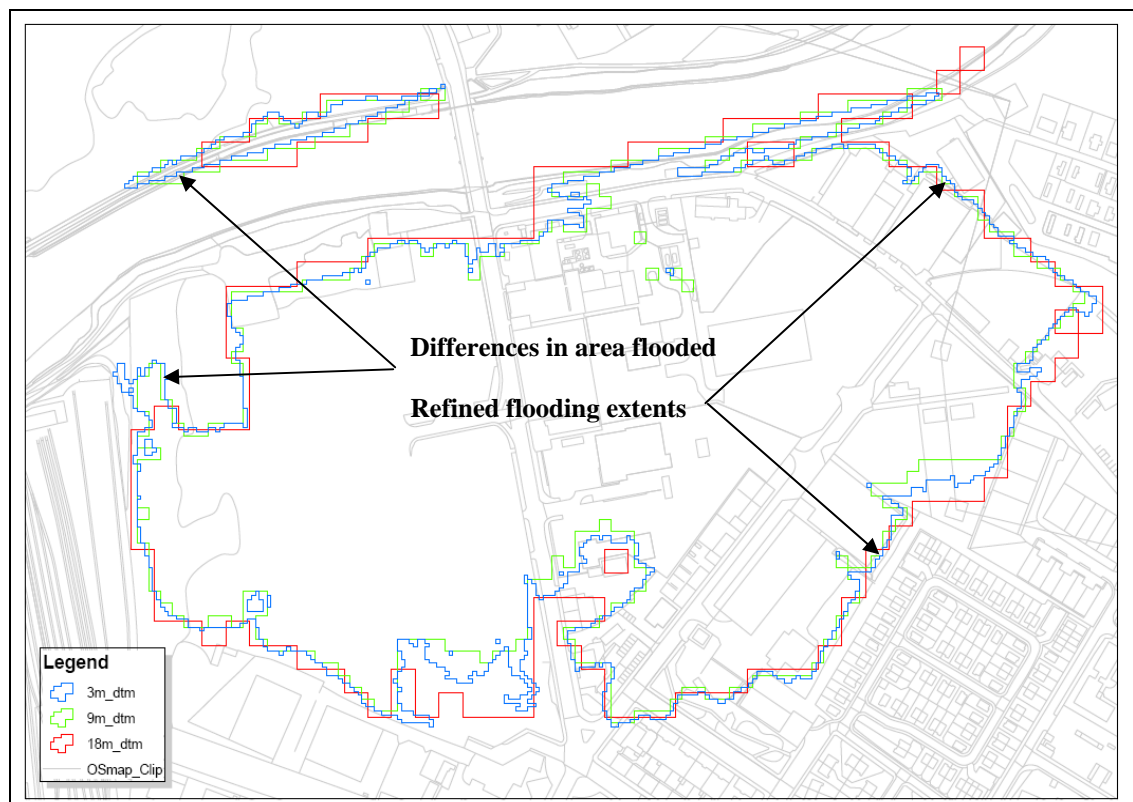 Differences in area flooded
Refined flooding extents
Legend
3m_dtm
9m_dtm
18m_dtm
OSmap_Clip